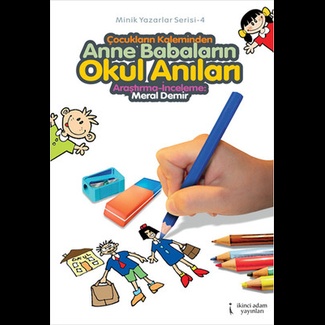 Minik Yazarlar Serisi-4
Çocukların Kaleminden
Anne Babaların
Okul Anıları
Araştırma-İnceleme:
Meral Demir
ikinci adam
yayınları